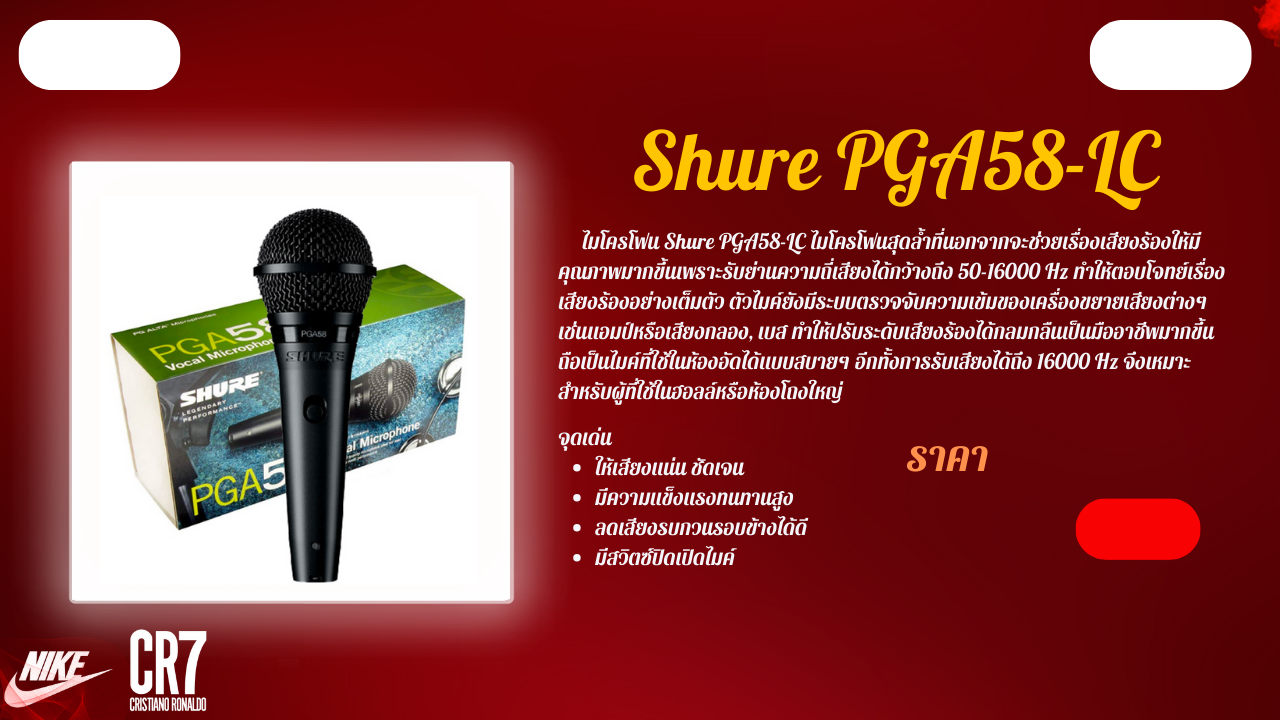 Shure PGA58-LC
ไมโครโฟน Shure PGA58-LC ไมโครโฟนสุดล้ำที่นอกจากจะช่วยเรื่องเสียงร้องให้มี
คุณภาพมากขึ้นเพราะรับย่านความถี่เสียงได้กว้างถึง 50-16000 Hz ทำให้ตอบโจทย์เรื่อง
เสียงร้องอย่างเต็มตัว ตัวไมค์ยังมีระบบตรวจจับความเข้มของเครื่องขยายเสียงต่างๆ
เช่นแอมป์หรือเสียงกลอง, เบส ทำให้ปรับระดับเสียงร้องได้กลมกลืนเป็นมืออาชีพมากขึ้น
ถือเป็นไมค์ที่ใช้ในห้องอัดได้แบบสบายๆ อีกทั้งการรับเสียงได้ถึง 16000 Hz จึงเหมาะ
สำหรับผู้ที่ใช้ในฮอลล์หรือห้องโถงใหญ่
จุดเด่น
• ให้เสียงแน่น ชัดเจน
• มีความแข็งแรงทนทานสูง
• ลดเสียงรบกวนรอบข้างได้ดี
• มีสวิตซ์ปิดเปิดไมค์
ราคา
PG ALTA Microphones
PGA58
Vocal Microphone
SHURE
LEGENDARY
PERFORMANCE
PGA58
SHURE
Microphone
PGA5
NIKE
CR7
CRISTIANO RONALDO